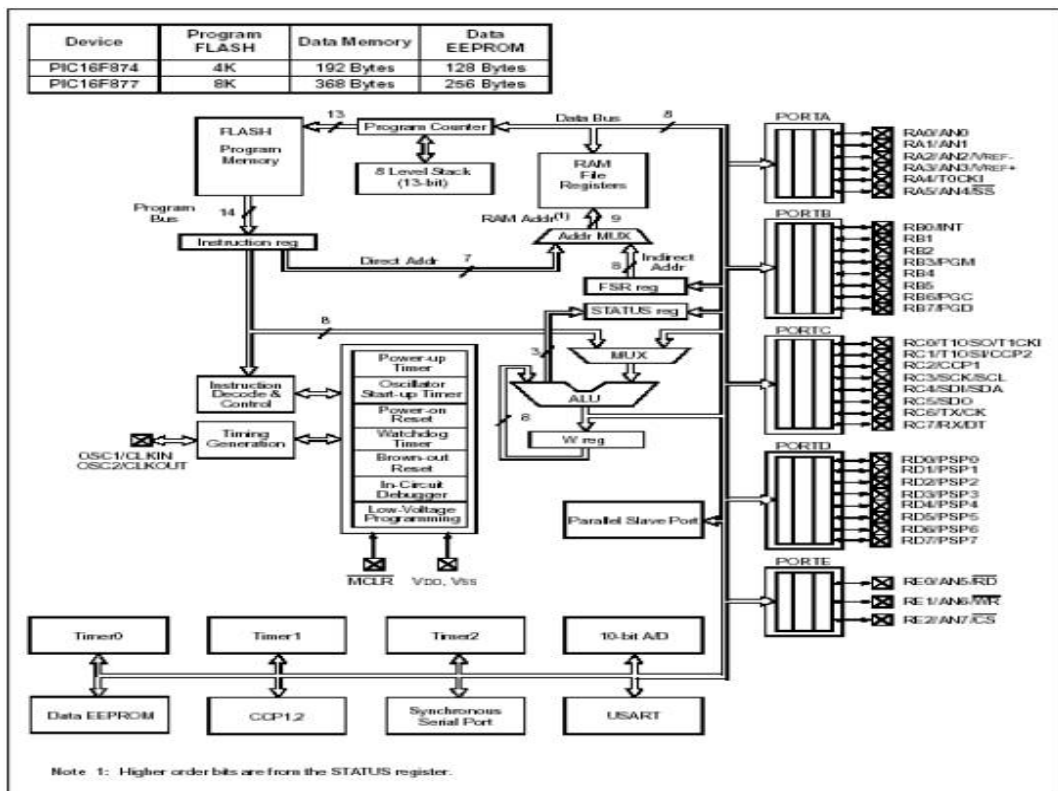 Device Program FLASH Data Memory Data EEPROM
PIC16F874 4K 192 Bytes 128 Bytes
PIC16F877 8K 368 Bytes 256 Bytes
13
Data Bus
8
PORTA
FLASH
Program
Memory
Program Counter
8 Level Stack
(13-bit)
RAM
File
Registers
RA0/AN0
RA1/AN1
RA2/AN2/VREF-
RA3/AN3/VREF+
RA4/T0CKI
RA5/AN4/SS
Program
Bus
14
RAM Addr(1)
9
PORTB
Instruction reg
Addr MUX
Direct Addr
7
8
Indirect
Addr
FSR reg
STATUS reg
RB0/INT
RB1
RB2
RB3/PGM
RB4
RB5
RB6/PGC
RB7/PGD
8
3
MUX
PORTC
RC0/T1OSO/T1CKI
RC1/T1OSI/CCP2
RC2/CCP1
RC3/SCK/SCL
RC4/SDI/SDA
RC5/SDO
RC6/TX/CK
RC7/RX/DT
Power-up
Timer
Instruction
Decode &
Control
Oscillator
Start-up Timer
ALU
Power-on
Reset
8
Timing
Generation
Watchdog
Timer
W reg
OSC1/CLKIN
OSC2/CLKOUT
Brown-out
Reset
In-Circuit
Debugger
Low-Voltage
Programming
PORTD
RD0/PSP0
RD1/PSP1
RD2/PSP2
RD3/PSP3
RD4/PSP4
RD5/PSP5
RD6/PSP6
RD7/PSP7
Parallel Slave Port
MCLR
VDD, VSS
PORTE
RE0/AN5/RD
RE1/AN6/WR
RE2/AN7/CS
Timer0
Timer1
Timer2
10-bit A/D
Data EEPROM
CCP1,2
Synchronous
Serial Port
USART
Note 1: Higher order bits are from the STATUS register.